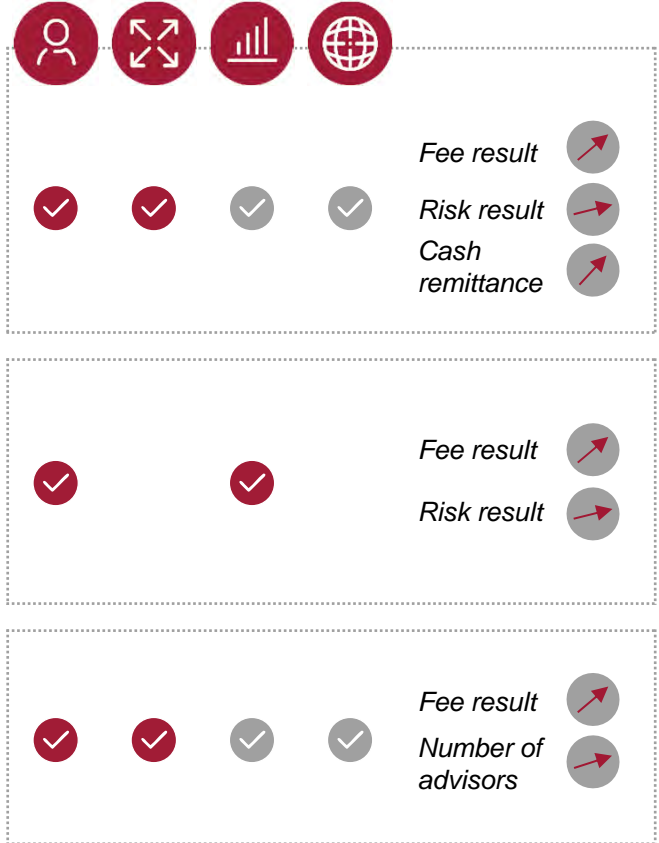 Fee result
Risk result
Cash
remittance
Fee result
Risk result
Fee result
Number of
advisors